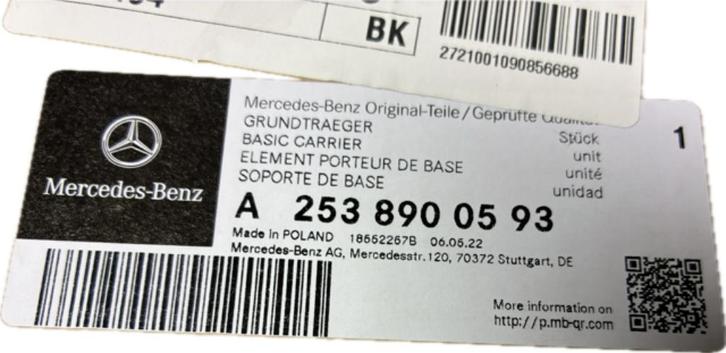 BK
2721001090856688
Mercedes-Benz
Mercedes-Benz Original-Teile/Geprüfte
GRUNDTRAEGER Stück 1
BASIC CARRIER unit
ELEMENT PORTEUR DE BASE unité
SOPORTE DE BASE unidad
A 253 890 05 93
Made in POLAND 18552267B 06.05.22
Mercedes-Benz AG, Mercedesstr.120, 70372 Stuttgart, DE
More information on
http://p.mb-qr.com